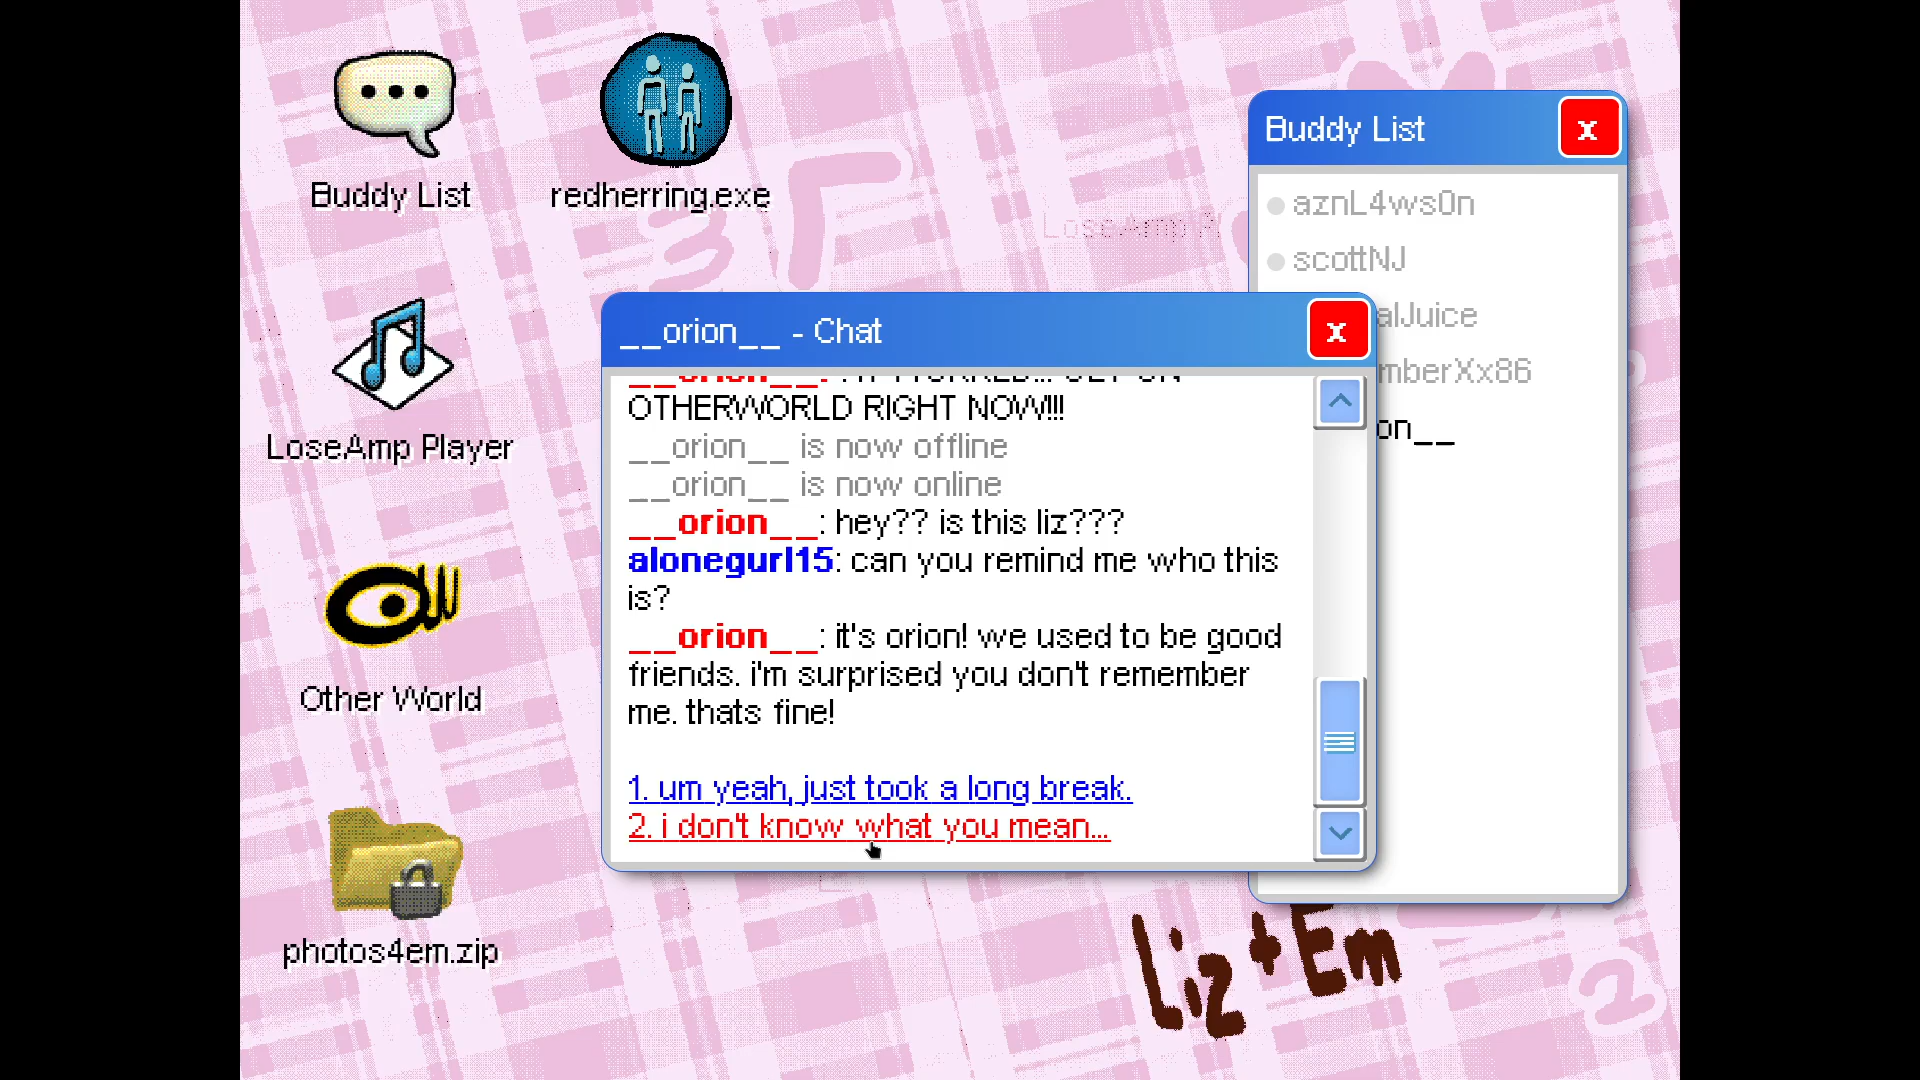 Buddy List
redherring.exe
LoseAmp Player
Other World
photos4em.zip
LoseAmp
Buddy List
x
aznL4ws0n
scottNJ
alJuice
mberXx86
on__
__orion__ - Chat
x
OTHERWORLD RIGHT NOW!!!
__orion__ is now offline
__orion__ is now online
__orion__: hey?? is this liz???
alonegurl15: can you remind me who this
is?
__orion__: it's orion! we used to be good
friends. i'm surprised you don't remember
me. thats fine!
1. um yeah, just took a long break.
2. i don't know what you mean...
Liz + Em